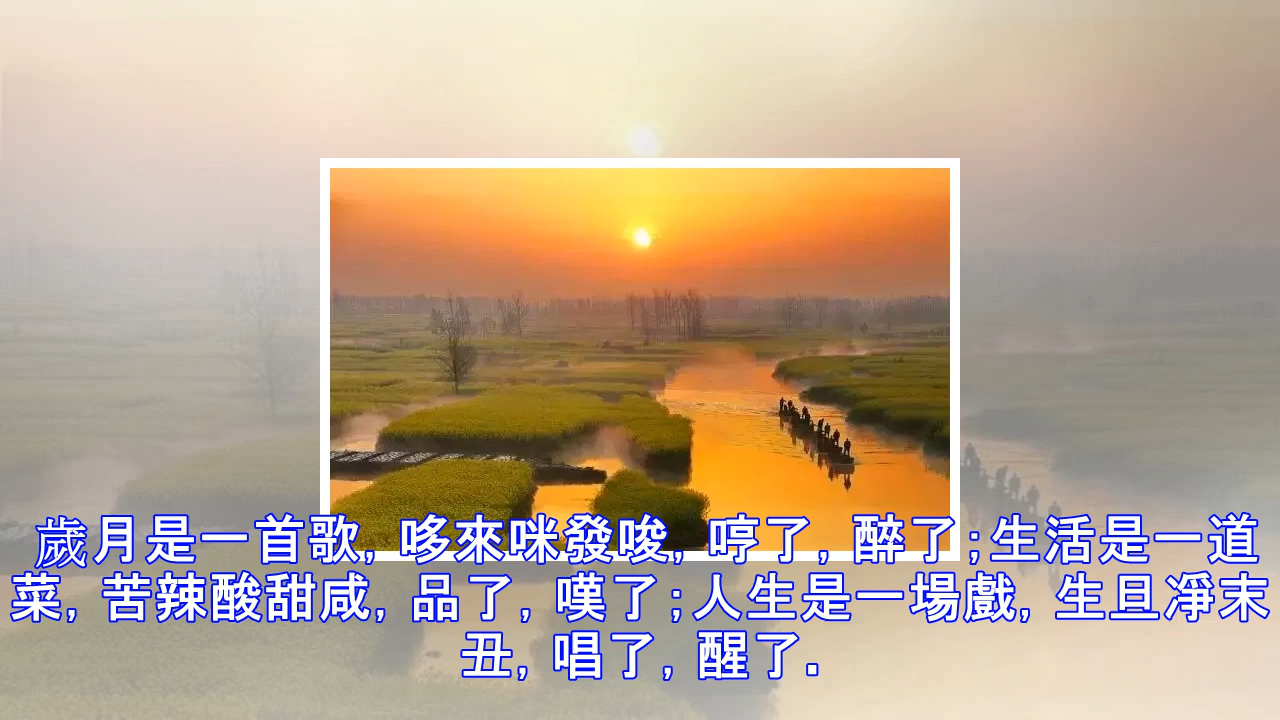 歲月是一首歌, 哆來咪發唆, 哼了, 醉了;生活是一道
菜, 苦辣酸甜咸, 品了, 嘆了;人生是一場戲, 生旦凈末
丑, 唱了, 醒了.